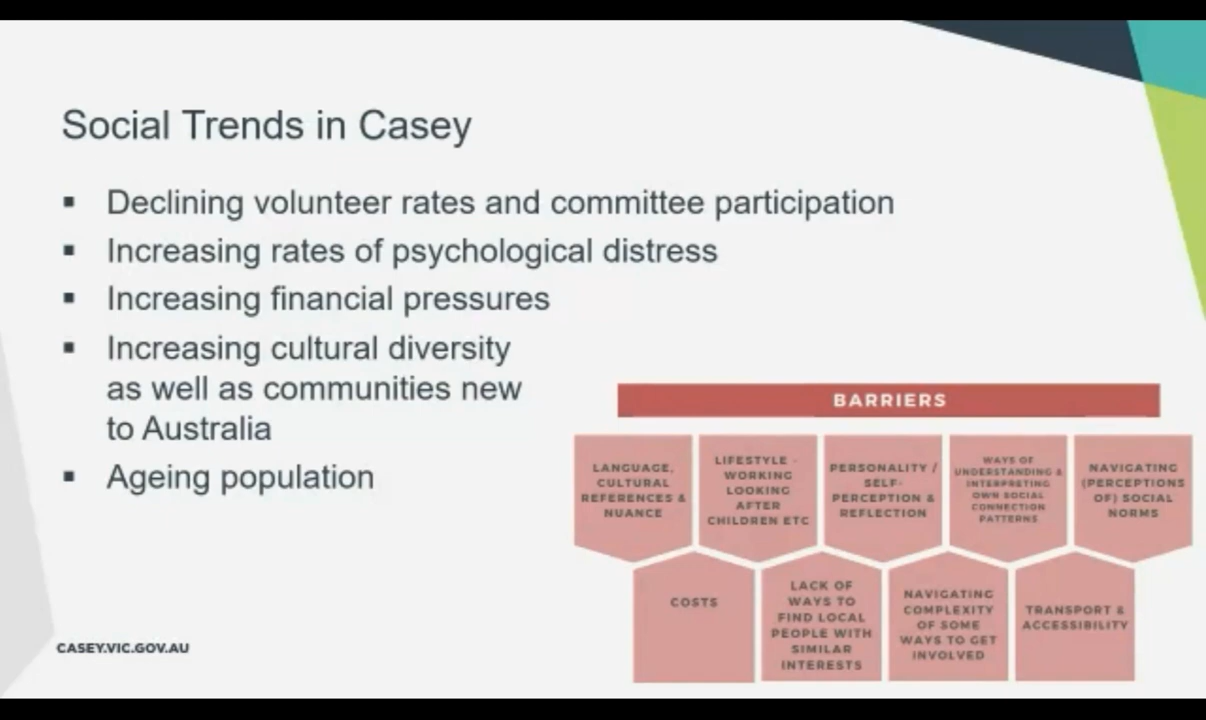 Social Trends in Casey
▪ Declining volunteer rates and committee participation
▪ Increasing rates of psychological distress
▪ Increasing financial pressures
▪ Increasing cultural diversity
as well as communities new
to Australia
▪ Ageing population
BARRIERS
LANGUAGE,
CULTURAL
REFERENCES &
NUANCE
LIFESTYLE -
WORKING
LOOKING
AFTER
CHILDREN ETC
PERSONALITY /
SELF-
PERCEPTION &
REFLECTION
WAYS OF
UNDERSTANDING &
INTERPRETING
OWN SOCIAL
CONNECTION
PATTERNS
NAVIGATING
(PERCEPTIONS
OF) SOCIAL
NORMS
COSTS
LACK OF
WAYS TO
FIND LOCAL
PEOPLE WITH
SIMILAR
INTERESTS
NAVIGATING
COMPLEXITY
OF SOME
WAYS TO GET
INVOLVED
TRANSPORT &
ACCESSIBILITY
CASEY.VIC.GOV.AU